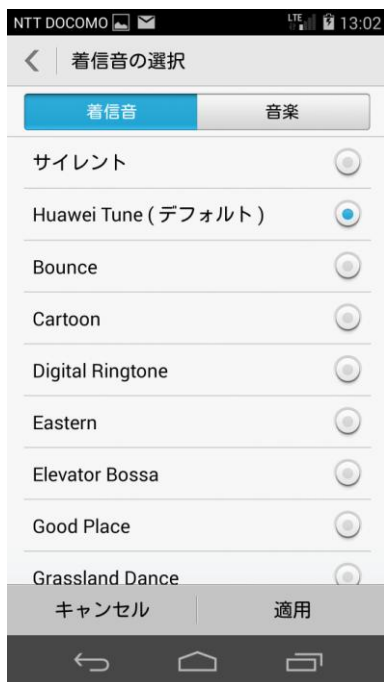 NTT DOCOMO LTE 13:02
着信音の選択
着信音 音楽
サイレント
Huawei Tune ( デフォルト )
Bounce
Cartoon
Digital Ringtone
Eastern
Elevator Bossa
Good Place
Grassland Dance
キャンセル 適用